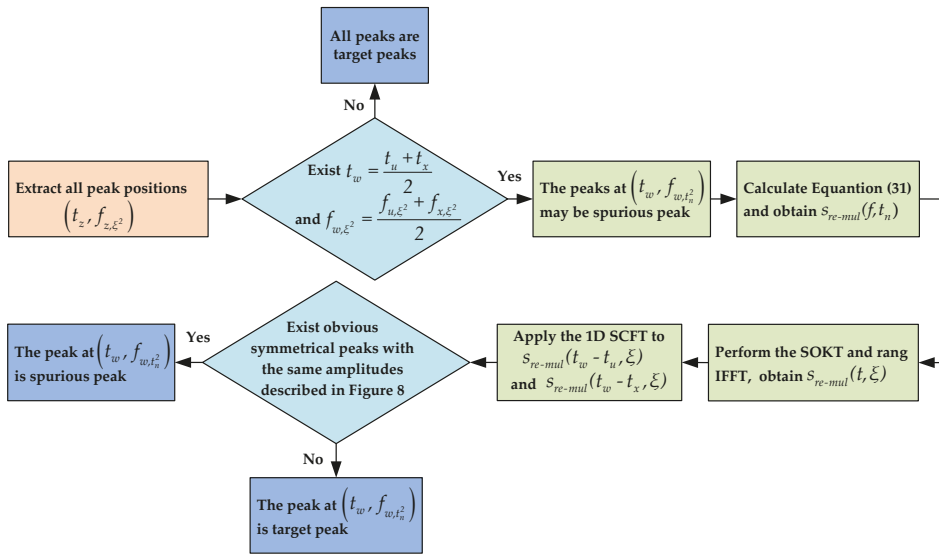 All peaks are
target peaks
No
Extract all peak positions
(t_z, f_{z,ξ²})
Exist t_w = (t_u + t_x)/2
and f_{w,ξ²} = (f_{u,ξ²} + f_{x,ξ²})/2
Yes
The peaks at (t_w, f_{w,t_n²})
may be spurious peak
Calculate Equantion (31)
and obtain s_{re-mul}(f,t_n)
Perform the SOKT and rang
IFFT, obtain s_{re-mul}(t,ξ)
Apply the 1D SCFT to
s_{re-mul}(t_w - t_u,ξ)
and s_{re-mul}(t_w - t_x,ξ)
Exist obvious
symmetrical peaks with
the same amplitudes
described in Figure 8
Yes
The peak at (t_w, f_{w,t_n²})
is spurious peak
No
The peak at (t_w, f_{w,t_n²})
is target peak